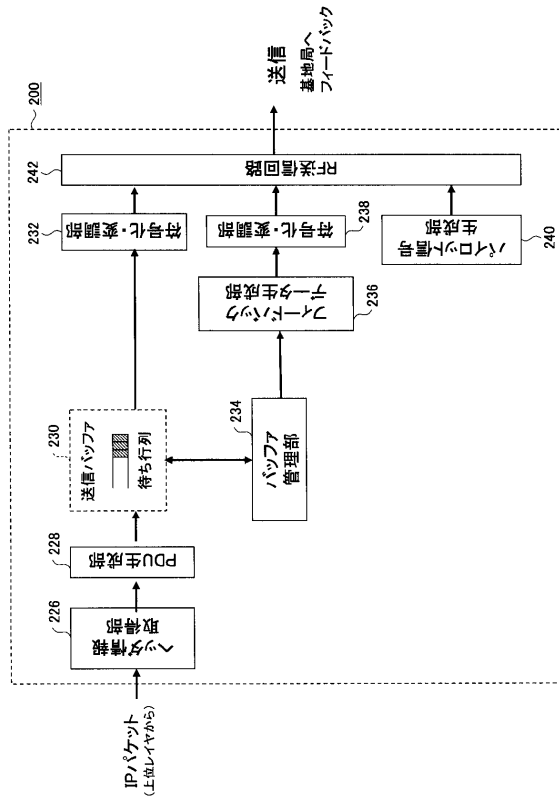 200
IPパケット
(上位レイヤから)
226
ヘッダ情報
取得部
228
PDU生成部
230
送信バッファ
待ち行列
232
符号化・変調部
234
バッファ
管理部
236
フィードバック
データ生成部
238
符号化・変調部
240
パイロット信号
生成部
242
RF送信回路
送信
基地局へ
フィードバック